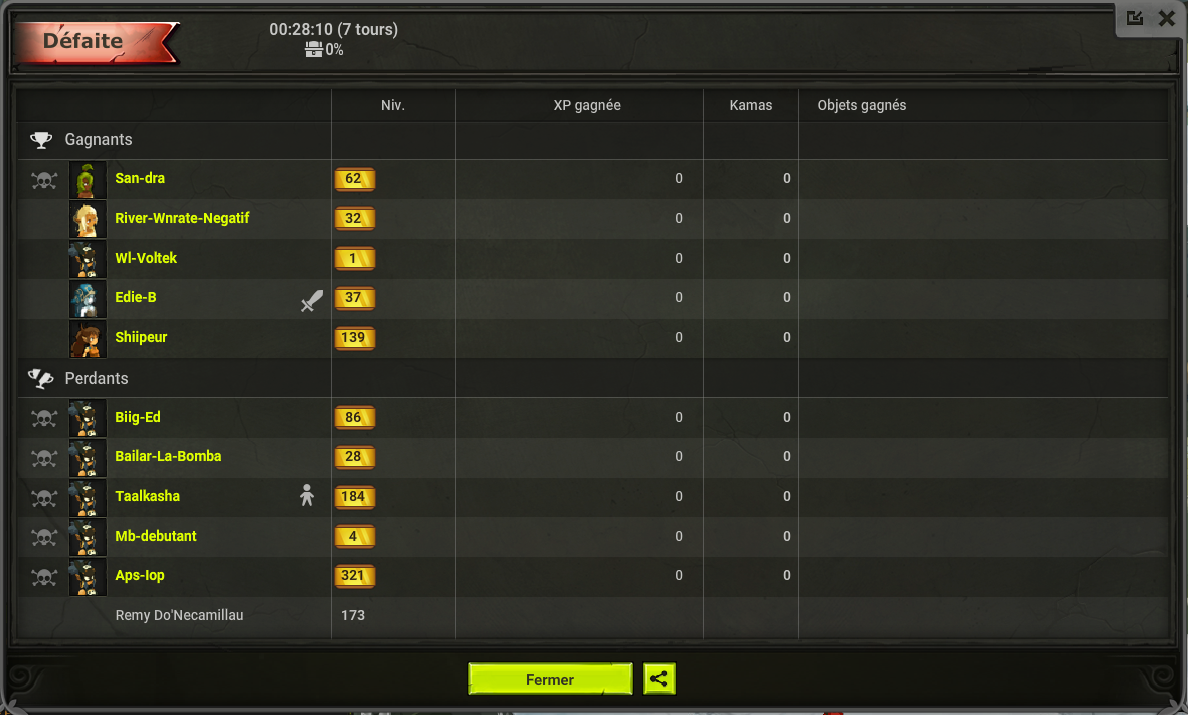 Défaite
00:28:10 (7 tours)
0%
Niv. XP gagnée Kamas Objets gagnés
Gagnants
San-dra 62 0 0
River-Wnrate-Negatif 32 0 0
Wl-Voltek 1 0 0
Edie-B 37 0 0
Shiipeur 139 0 0
Perdants
Biig-Ed 86 0 0
Bailar-La-Bomba 28 0 0
Taalkasha 184 0 0
Mb-debutant 4 0 0
Aps-Iop 321 0 0
Remy Do'Necamillau 173
Fermer